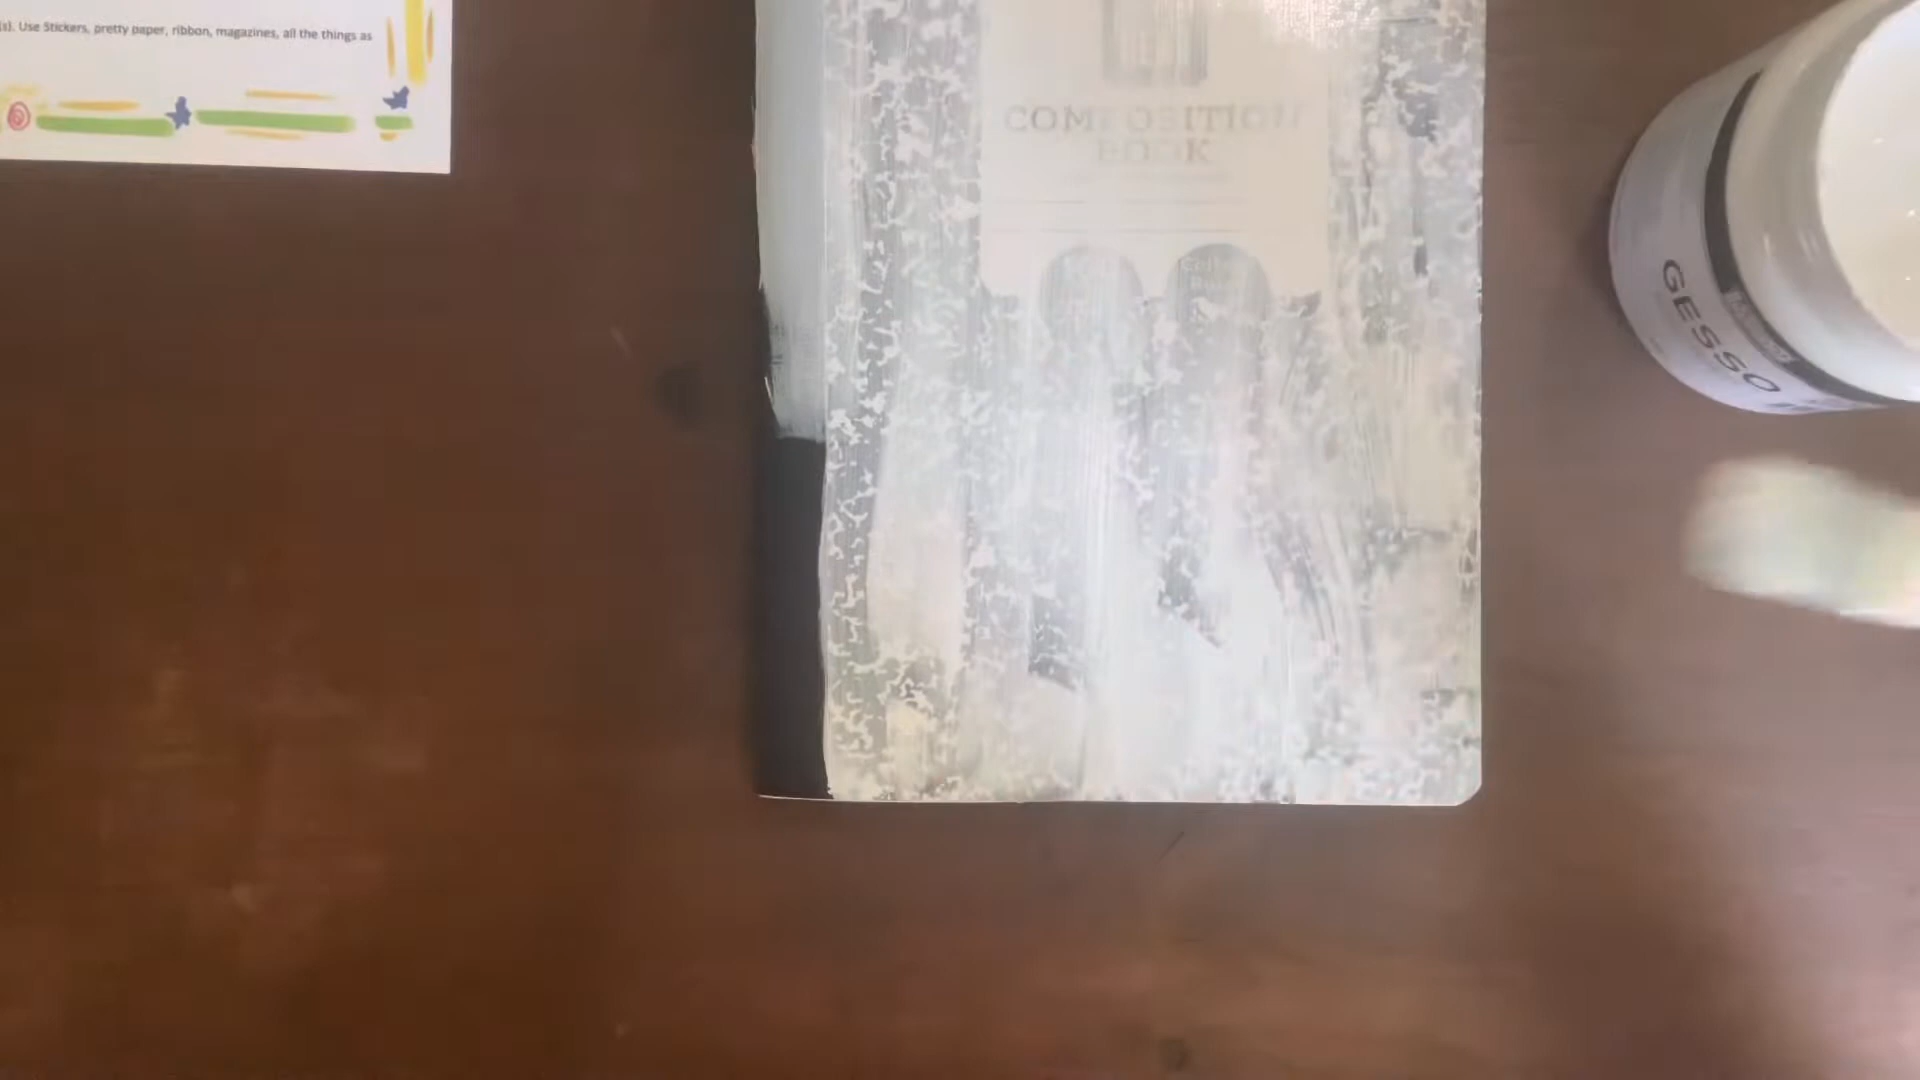 (s). Use Stickers, pretty paper, ribbon, magazines, all the things as
COMPOSITION
BOOK
GESSO